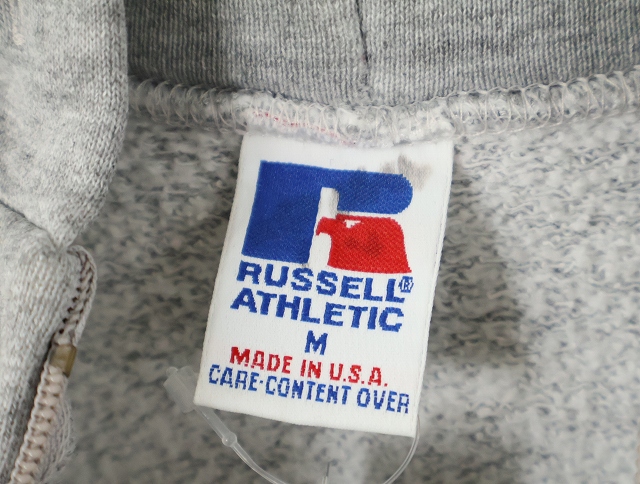 RUSSELL®
ATHLETIC
M
MADE IN U.S.A.
CARE·CONTENT OVER